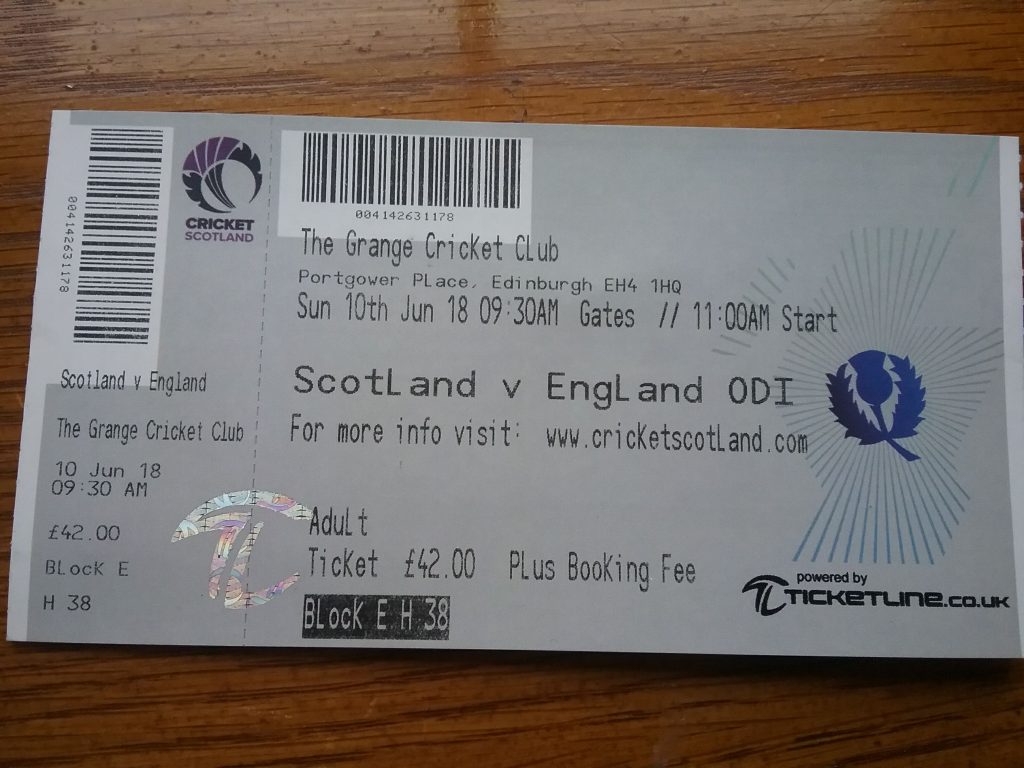 004142631178
CRICKET
SCOTLAND
Scotland v England
The Grange Cricket Club
10 Jun 18
09:30 AM
£42.00
Block E
H 38
004142631178
The Grange Cricket Club
Portgower Place, Edinburgh EH4 1HQ
Sun 10th Jun 18 09:30AM Gates // 11:00AM Start
Scotland v England ODI
For more info visit: www.cricketscotland.com
Adult
Ticket £42.00 Plus Booking Fee
Block E H 38
powered by
TICKETLINE.CO.UK